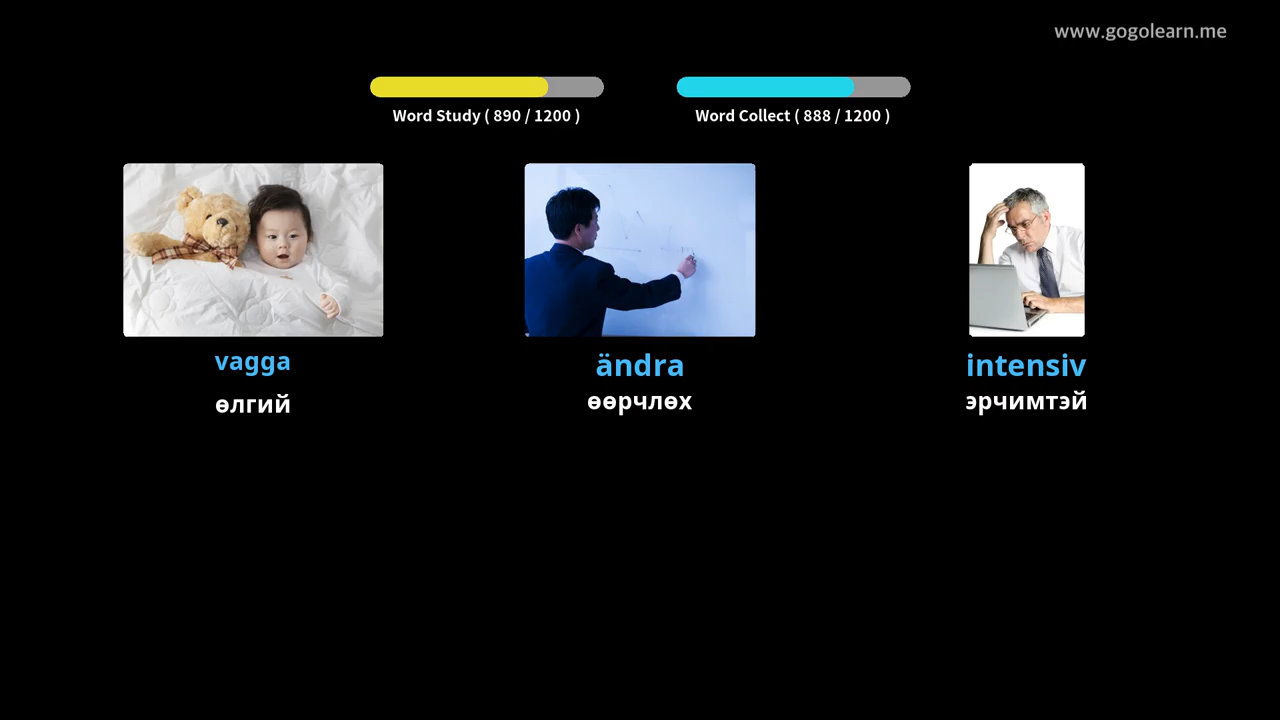 www.gogolearn.me
Word Study ( 890 / 1200 )
Word Collect ( 888 / 1200 )
vagga
ändra
intensiv
өлгий
өөрчлөх
эрчимтэй